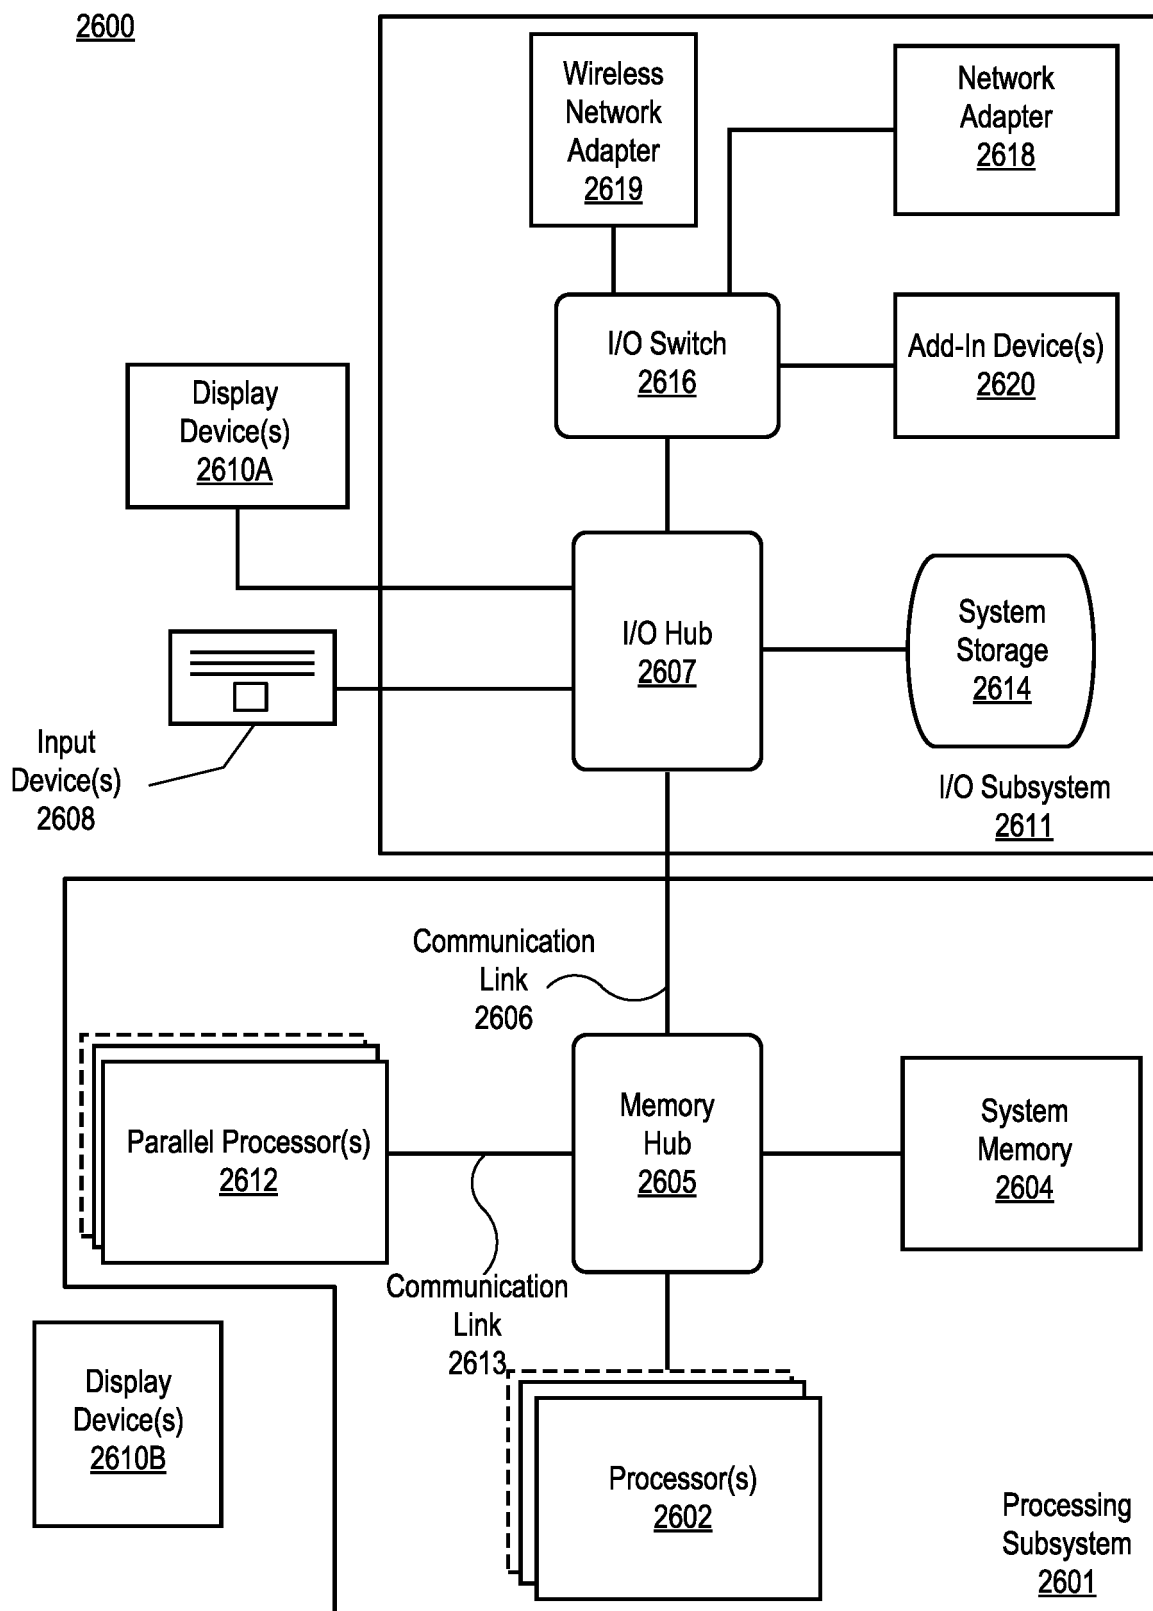 2600
Wireless
Network
Adapter
2619
Network
Adapter
2618
I/O Switch
2616
Add-In Device(s)
2620
Display
Device(s)
2610A
I/O Hub
2607
System
Storage
2614
Input
Device(s)
2608
I/O Subsystem
2611
Communication
Link
2606
Parallel Processor(s)
2612
Memory
Hub
2605
System
Memory
2604
Communication
Link
2613
Display
Device(s)
2610B
Processor(s)
2602
Processing
Subsystem
2601